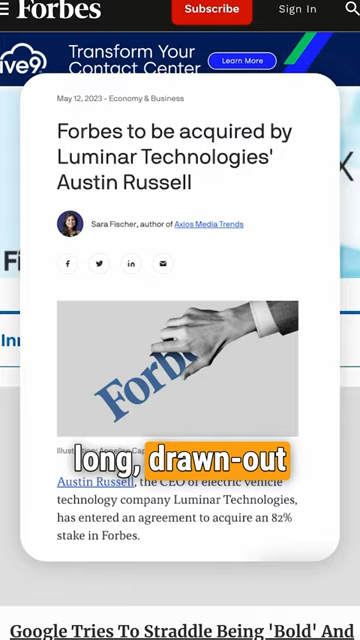 Forbes
Subscribe
Sign In
ive9
Transform Your
Contact Center
Learn More
May 12, 2023 - Economy & Business
Forbes to be acquired by
Luminar Technologies'
Austin Russell
Sara Fischer, author of Axios Media Trends
Fi
X
Inn
Forbes
long, drawn-out
Austin Russell, the CEO of electric vehicle
technology company Luminar Technologies,
has entered an agreement to acquire an 82%
stake in Forbes.
Google Tries To Straddle Being 'Bold' And